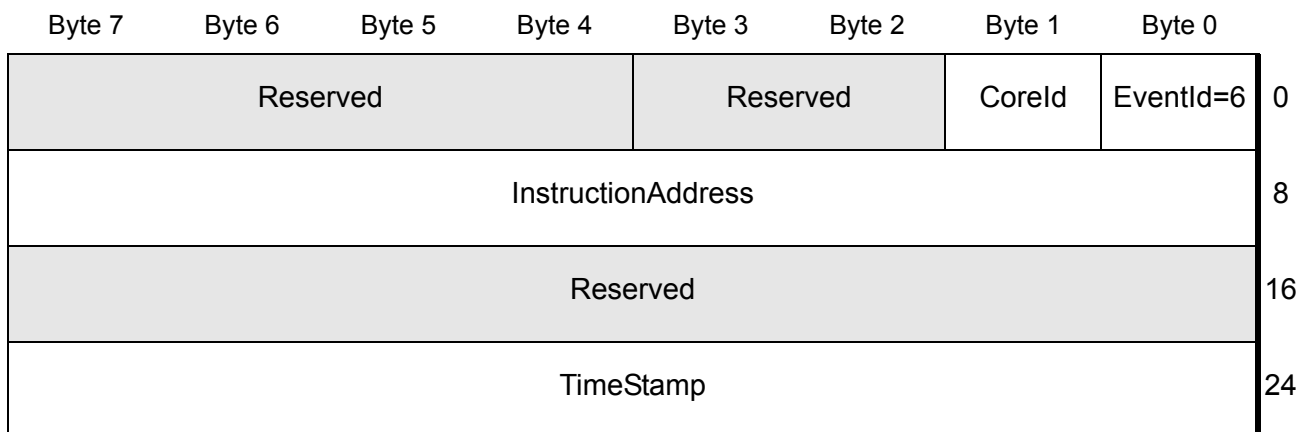 Byte 7 Byte 6 Byte 5 Byte 4 Byte 3 Byte 2 Byte 1 Byte 0
Reserved Reserved CoreId EventId=6 0
InstructionAddress 8
Reserved 16
TimeStamp 24